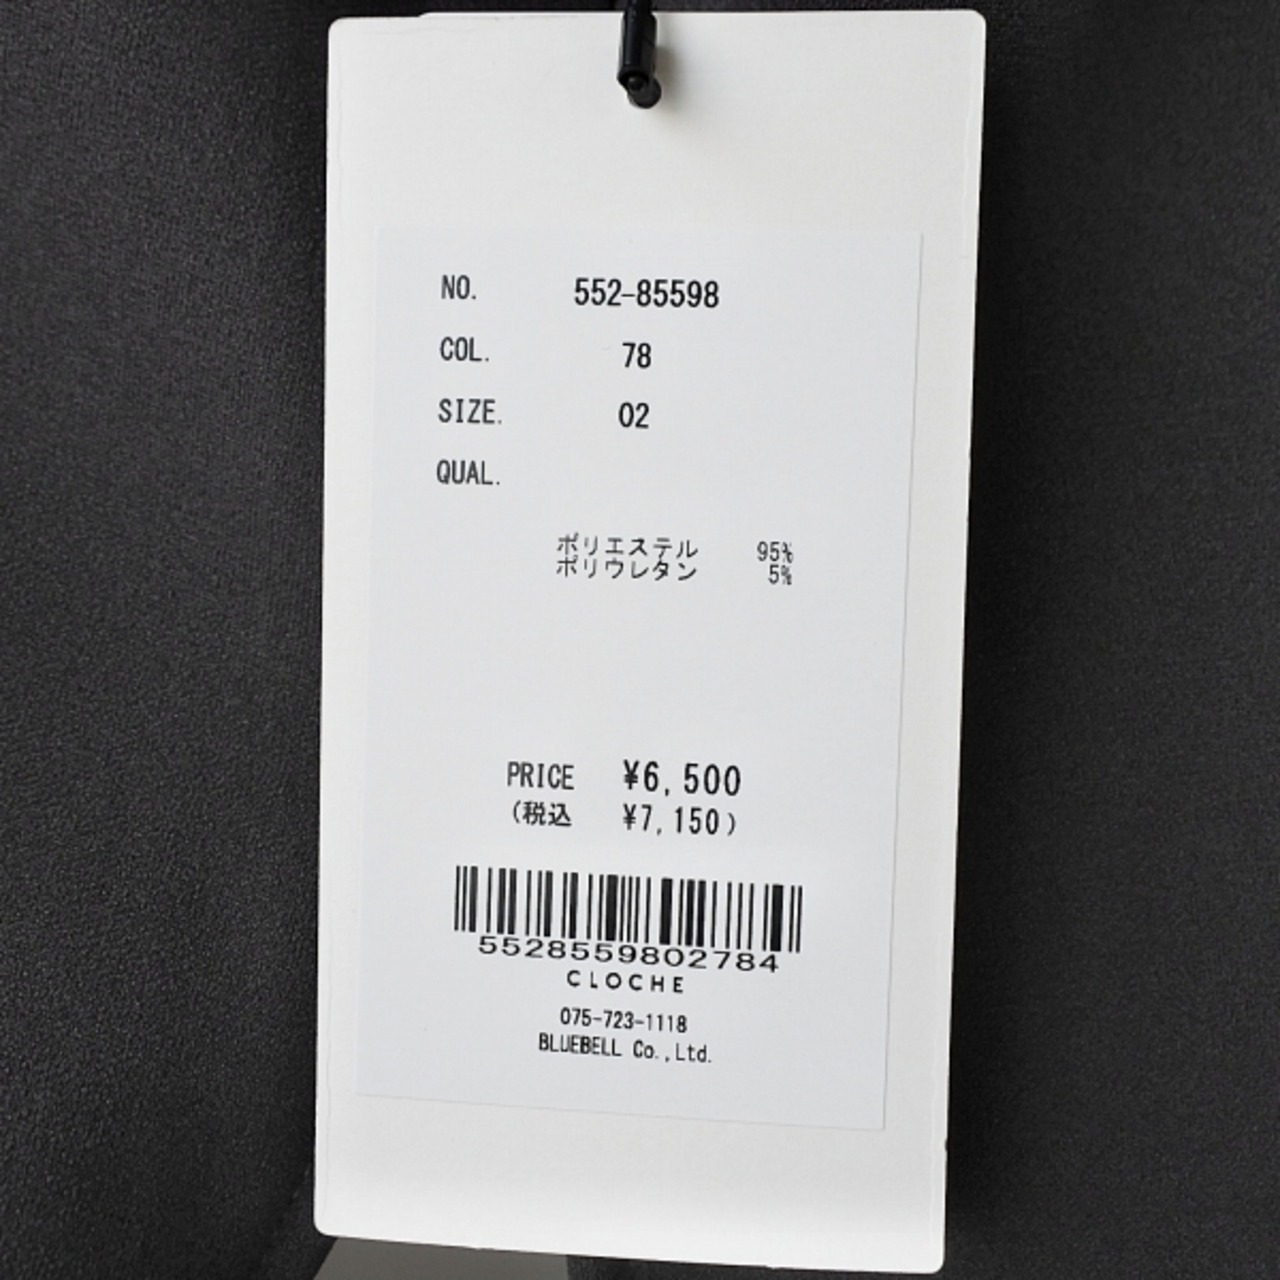 NO. 552-85598
COL. 78
SIZE. 02
QUAL.
ポリエステル 95%
ポリウレタン 5%
PRICE ¥6,500
(税込 ¥7,150)
5528559802784
CLOCHE
075-723-1118
BLUEBELL Co.,Ltd.